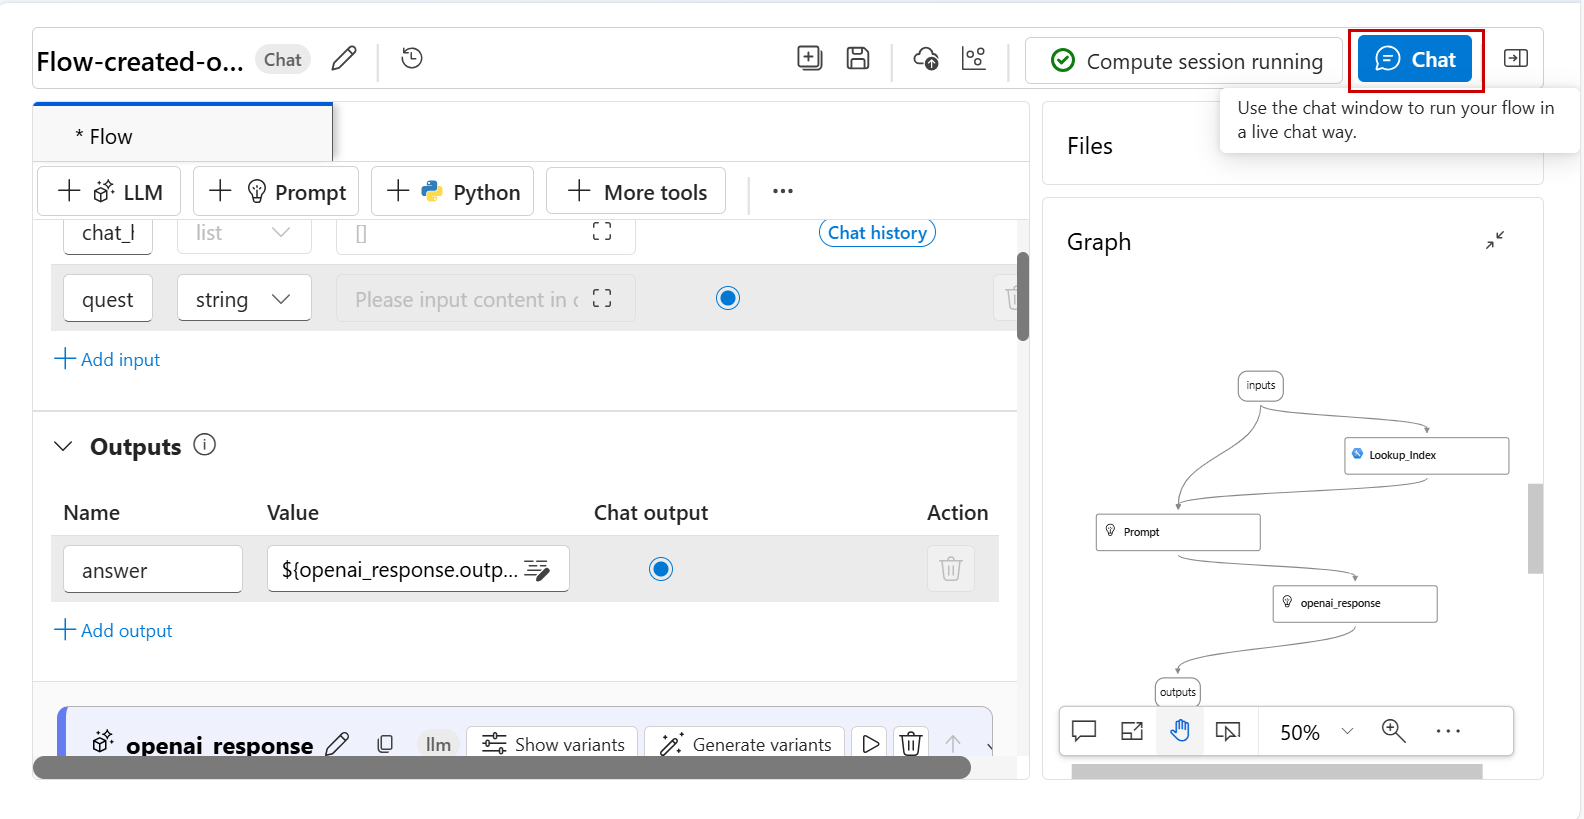 Flow-created-o...
Chat
Compute session running
Chat
Use the chat window to run your flow in
a live chat way.
* Flow
LLM
Prompt
Python
More tools
chat_h
list
[]
Chat history
quest
string
Please input content in c
Add input
Outputs
Name
Value
Chat output
Action
answer
${openai_response.outp...
Add output
openai_response
llm
Show variants
Generate variants
Files
Graph
inputs
Lookup_Index
Prompt
openai_response
outputs
50%